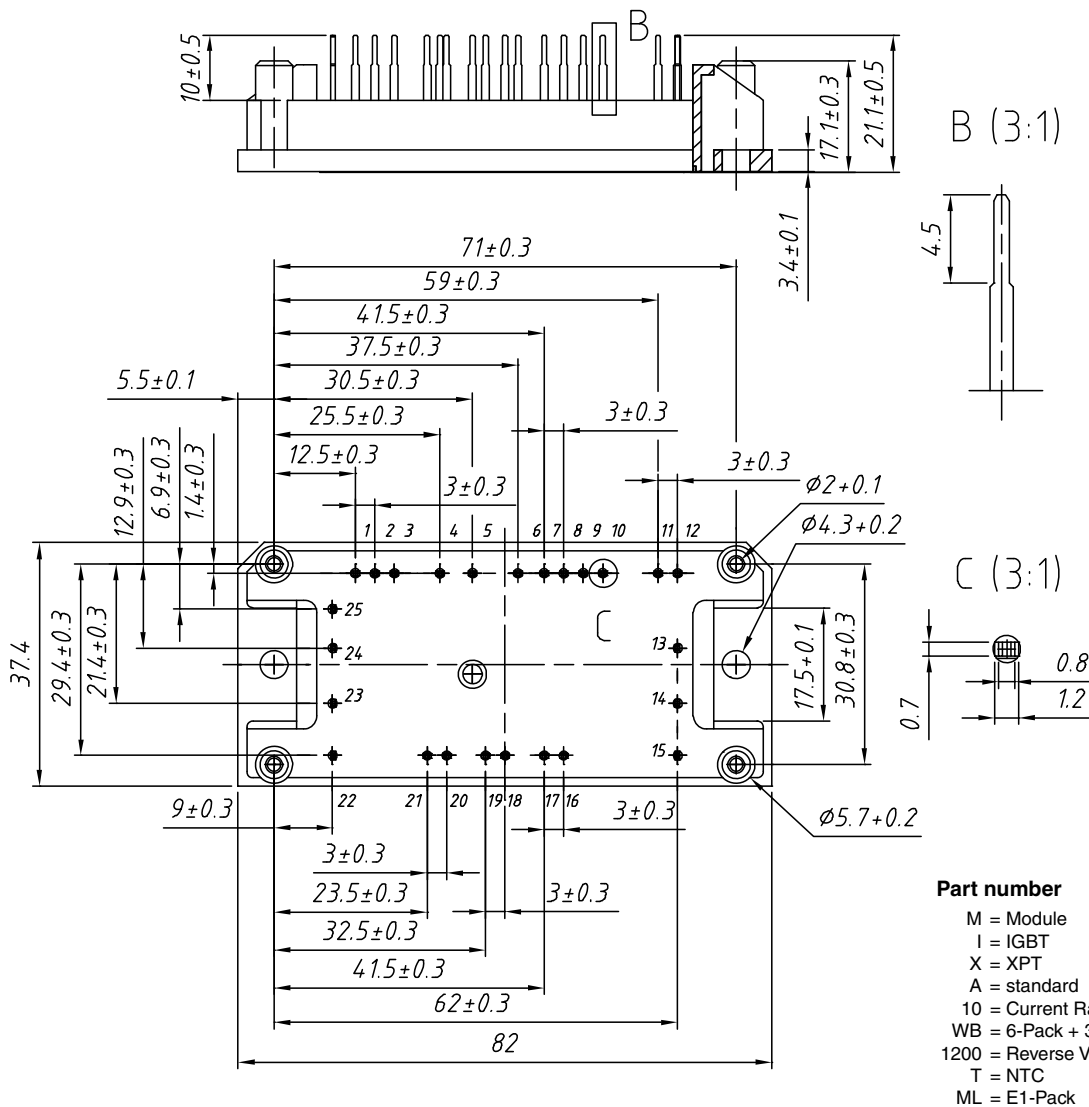 B
10±0.5
17.1±0.3
21.1±0.5
3.4±0.1
B (3:1)
4.5
71±0.3
59±0.3
41.5±0.3
37.5±0.3
5.5±0.1
30.5±0.3
25.5±0.3
3±0.3
12.5±0.3
3±0.3
3±0.3
12.9±0.3
6.9±0.3
1.4±0.3
Φ2+0.1
Φ4.3+0.2
1 2 3 4 5 6 7 8 9 10 11 12
C
C (3:1)
25
24
13
23
14
15
37.4
29.4±0.3
21.4±0.3
17.5±0.1
30.8±0.3
0.7
0.8
1.2
22 21 20 19 18 17 16
9±0.3
3±0.3
Φ5.7+0.2
3±0.3
23.5±0.3
3±0.3
32.5±0.3
41.5±0.3
62±0.3
82
Part number
M = Module
I = IGBT
X = XPT
A = standard
10 = Current
WB = 6-Pack +
1200 = Reverse
T = NTC
ML = E1-Pack